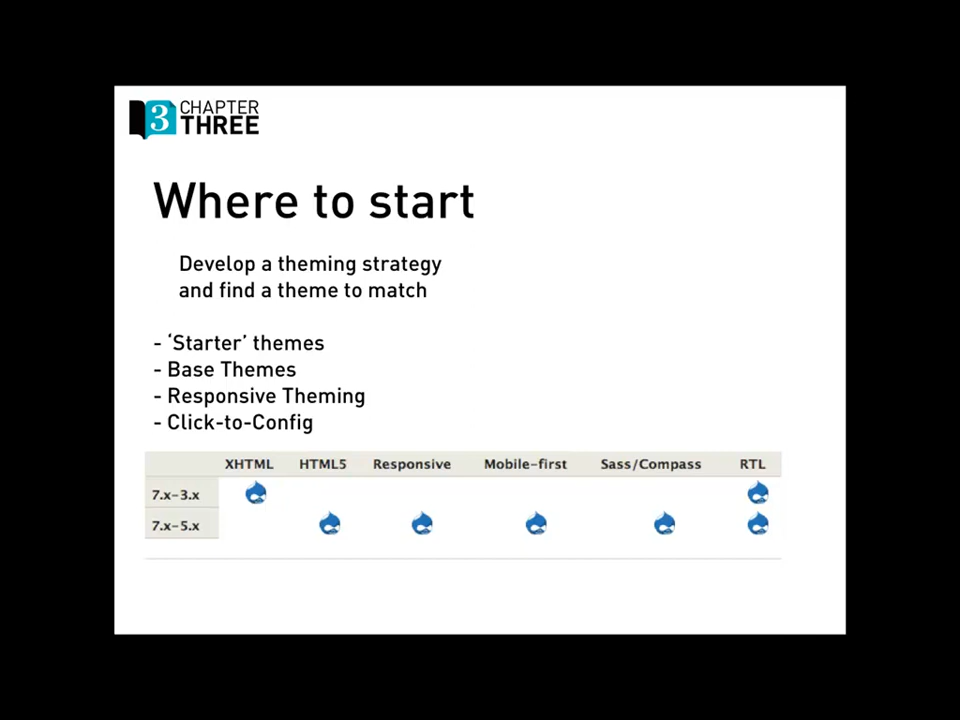 3 CHAPTER
THREE
Where to start
Develop a theming strategy
and find a theme to match
- ‘Starter’ themes
- Base Themes
- Responsive Theming
- Click-to-Config
XHTML HTML5 Responsive Mobile-first Sass/Compass RTL
7.x-3.x
7.x-5.x